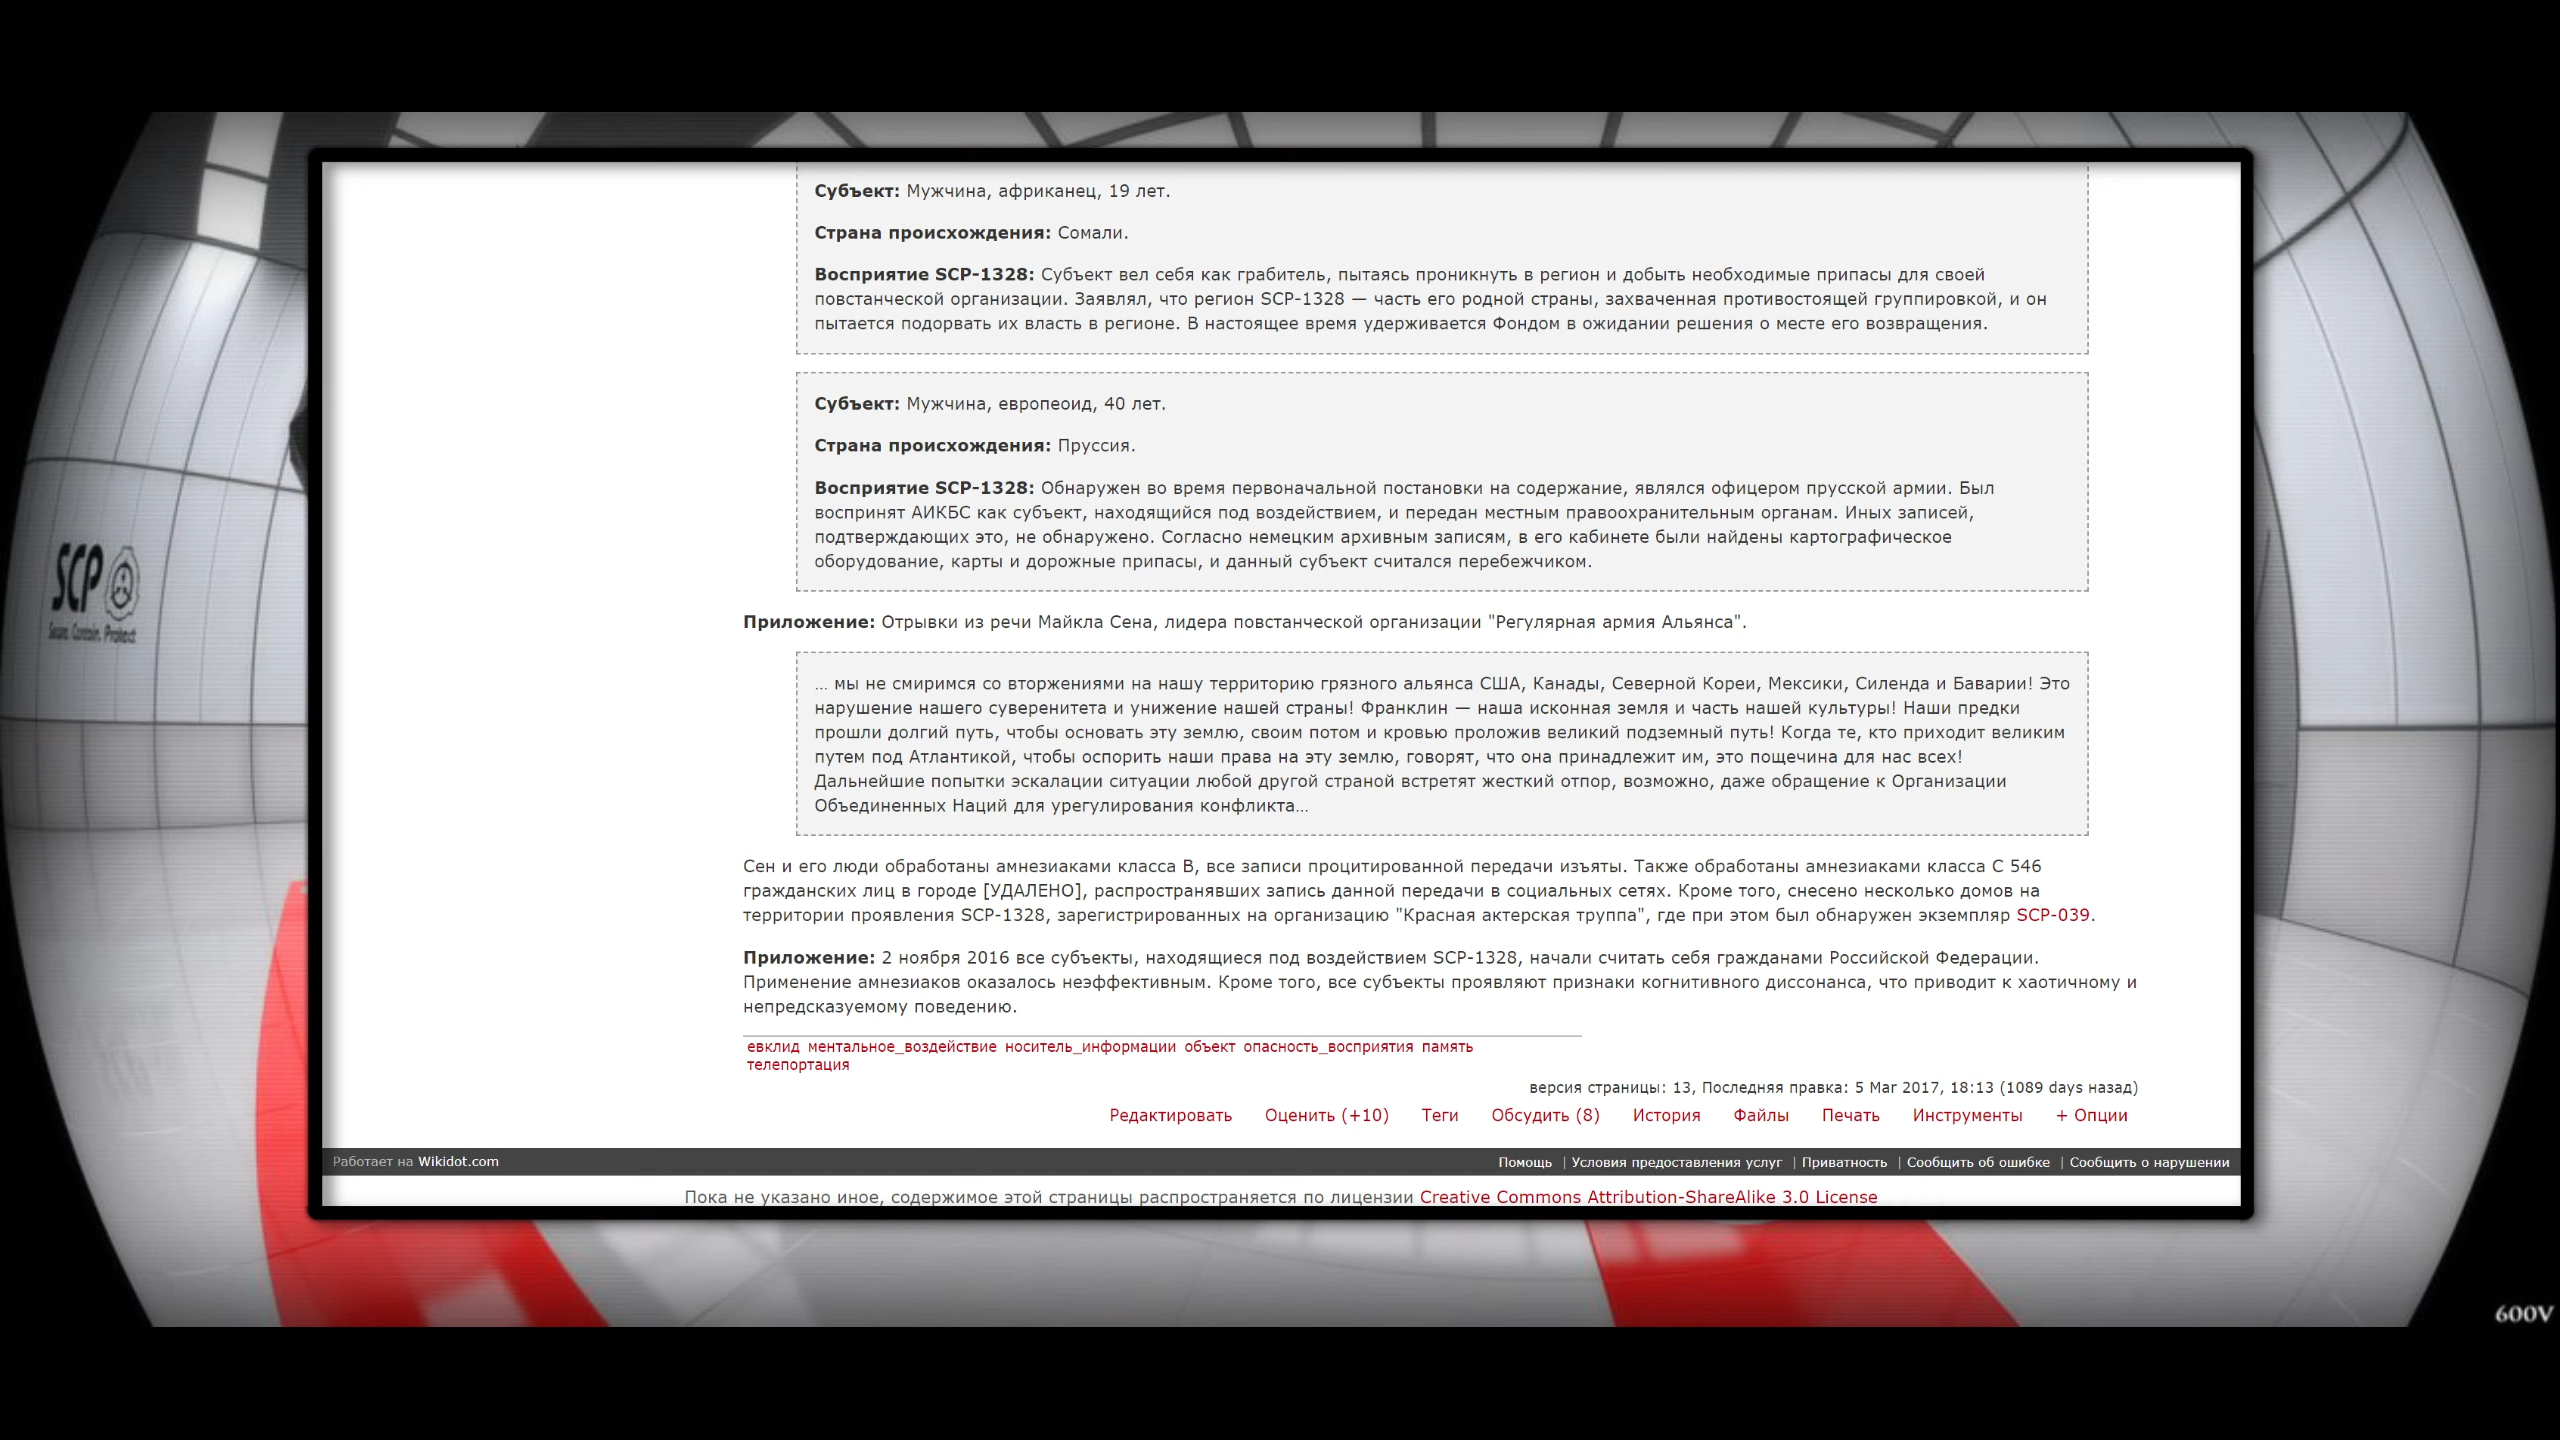 Субъект: Мужчина, африканец, 19 лет.
Страна происхождения: Сомали.
Восприятие SCP-1328: Субъект вел себя как грабитель, пытаясь проникнуть в регион и добыть необходимые припасы для своей
повстанческой организации. Заявлял, что регион SCP-1328 — часть его родной страны, захваченная противостоящей группировкой, и он
пытается подорвать их власть в регионе. В настоящее время удерживается Фондом в ожидании решения о месте его возвращения.
Субъект: Мужчина, европеоид, 40 лет.
Страна происхождения: Пруссия.
Восприятие SCP-1328: Обнаружен во время первоначальной постановки на содержание, являлся офицером прусской армии. Был
воспринят АИКБС как субъект, находящийся под воздействием, и передан местным правоохранительным органам. Иных записей,
подтверждающих это, не обнаружено. Согласно немецким архивным записям, в его кабинете были найдены картографическое
оборудование, карты и дорожные припасы, и данный субъект считался перебежчиком.
Приложение: Отрывки из речи Майкла Сена, лидера повстанческой организации "Регулярная армия Альянса".
… мы не смиримся со вторжениями на нашу территорию грязного альянса США, Канады, Северной Кореи, Мексики, Силенда и Баварии! Это
нарушение нашего суверенитета и унижение нашей страны! Франклин — наша исконная земля и часть нашей культуры! Наши предки
прошли долгий путь, чтобы основать эту землю, своим потом и кровью проложив великий подземный путь! Когда те, кто приходит великим
путем под Атлантикой, чтобы оспорить наши права на эту землю, говорят, что она принадлежит им, это пощечина для нас всех!
Дальнейшие попытки эскалации ситуации любой другой страной встретят жесткий отпор, возможно, даже обращение к Организации
Объединенных Наций для урегулирования конфликта…
SCP
Secure. Contain. Protect
Сен и его люди обработаны амнезиаками класса B, все записи процитированной передачи изъяты. Также обработаны амнезиаками класса C 546
гражданских лиц в городе [УДАЛЕНО], распространявших запись данной передачи в социальных сетях. Кроме того, снесено несколько домов на
территории проявления SCP-1328, зарегистрированных на организацию "Красная актерская труппа", где при этом был обнаружен экземпляр SCP-039.
Приложение: 2 ноября 2016 все субъекты, находящиеся под воздействием SCP-1328, начали считать себя гражданами Российской Федерации.
Применение амнезиаков оказалось неэффективным. Кроме того, все субъекты проявляют признаки когнитивного диссонанса, что приводит к хаотичному и
непредсказуемому поведению.
евклид ментальное_воздействие носитель_информации объект опасность_восприятия память
телепортация
версия страницы: 13, Последняя правка: 5 Mar 2017, 18:13 (1089 days назад)
Редактировать Оценить (+10) Теги Обсудить (8) История Файлы Печать Инструменты + Опции
Работает на Wikidot.com
Помощь | Условия предоставления услуг | Приватность | Сообщить об ошибке | Сообщить о нарушении
Пока не указано иное, содержимое этой страницы распространяется по лицензии Creative Commons Attribution-ShareAlike 3.0 License
600V